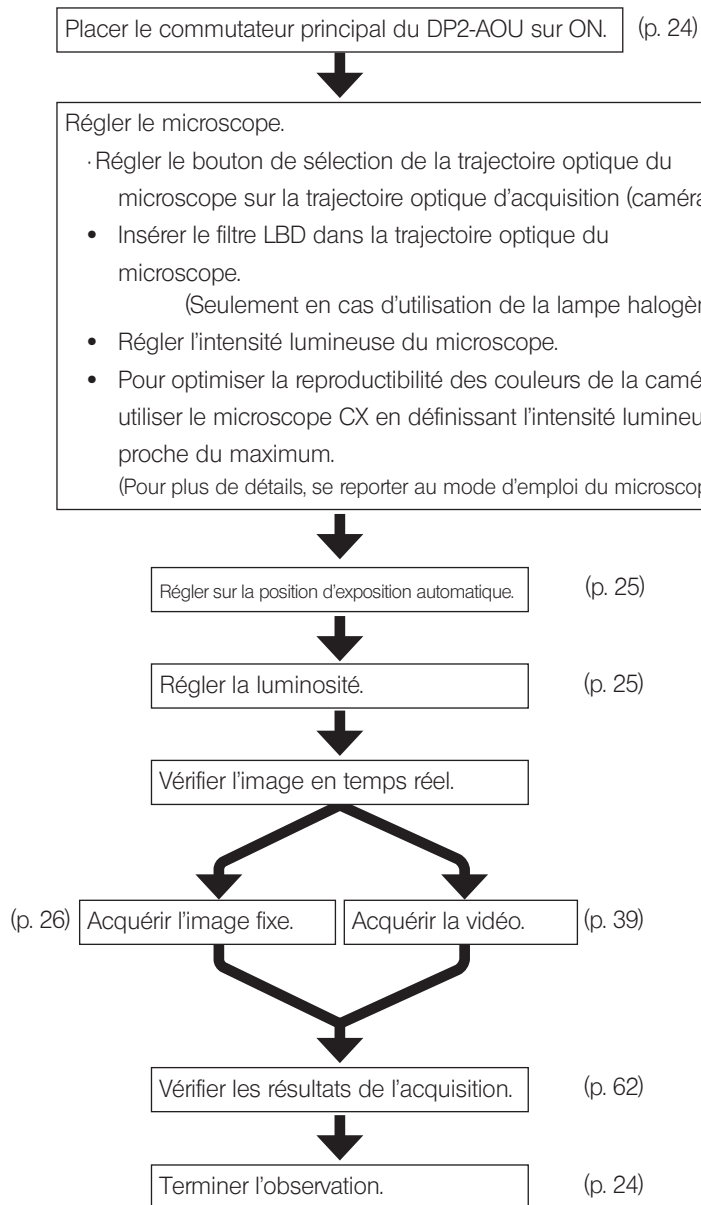 Placer le commutateur principal du DP2-AOU sur ON. (p. 24)
Régler le microscope.
· Régler le bouton de sélection de la trajectoire optique du
microscope sur la trajectoire optique d'acquisition (caméra
• Insérer le filtre LBD dans la trajectoire optique du
microscope.
(Seulement en cas d'utilisation de la lampe halogèn
• Régler l'intensité lumineuse du microscope.
• Pour optimiser la reproductibilité des couleurs de la camé
utiliser le microscope CX en définissant l'intensité lumineu
proche du maximum.
(Pour plus de détails, se reporter au mode d'emploi du microscop
Régler sur la position d'exposition automatique. (p. 25)
Régler la luminosité. (p. 25)
Vérifier l'image en temps réel.
(p. 26) Acquérir l'image fixe. Acquérir la vidéo. (p. 39)
Vérifier les résultats de l'acquisition. (p. 62)
Terminer l'observation. (p. 24)